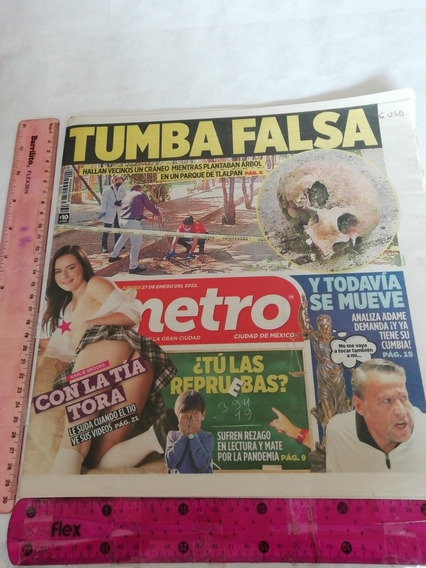 TUMBA FALSA
HALLAN VECINOS UN CRÁNEO MIENTRAS PLANTABAN ÁRBOL
EN UN PARQUE DE TLALPAN PÁG. 8
$10
JUEVES 27 DE ENERO DEL 2022.
metro
DE LA GRAN CIUDAD
CIUDAD DE MÉXICO
Y TODAVÍA
SE MUEVE
ANALIZA ADAME
DEMANDA ¡Y YA
TIENE SU
CUMBIA!
PÁG. 15
No me vaya
a tocar también
a mí...
¿TÚ LAS
REPRUEBAS?
394
19
SUFREN REZAGO
EN LECTURA Y MATE
POR LA PANDEMIA PÁG. 9
BROOKE
CON LA TÍA
TORA
LE SUDA CUANDO EL TÍO
VE SUS VIDEOS PÁG. 21
Barrilito
Flex